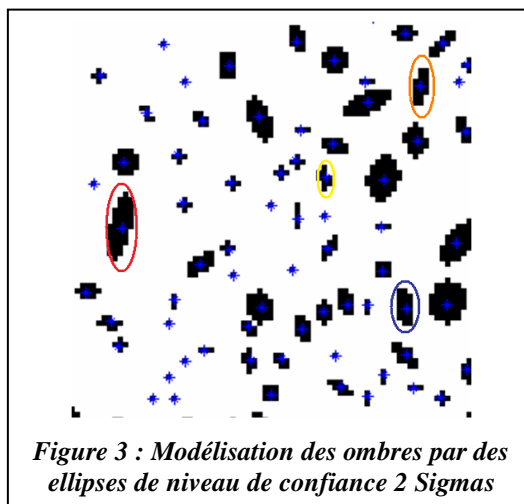 Figure 3 : Modélisation des ombres par des
ellipses de niveau de confiance 2 Sigmas